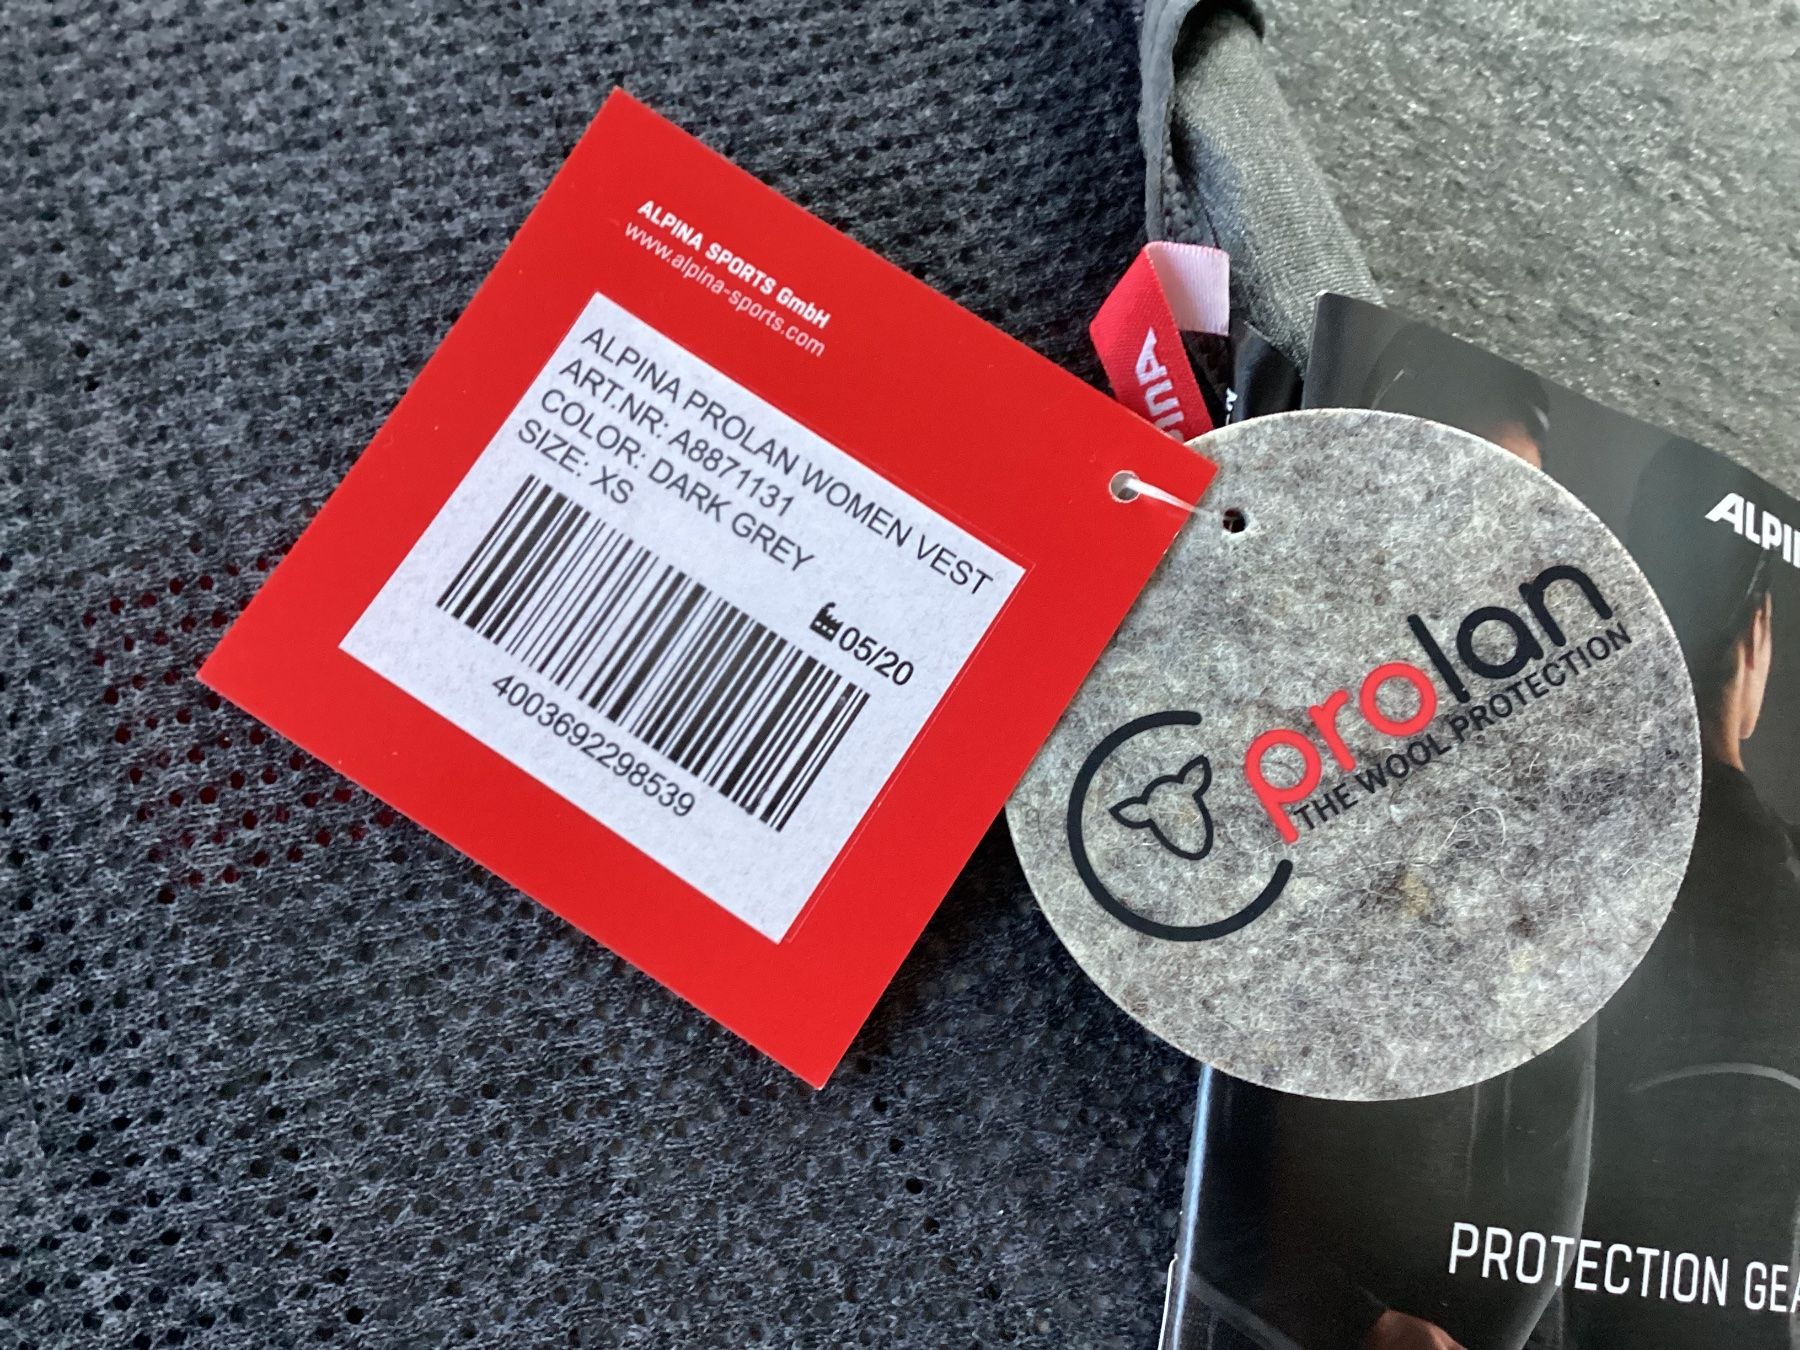 ALPINA SPORTS GmbH
www.alpina-sports.com
ALPINA PROLAN WOMEN VEST
ART.NR: A8871131
COLOR: DARK GREY
SIZE: XS
05/20
4003692298539
prolan
THE WOOL PROTECTION
ALPI
PROTECTION GEA